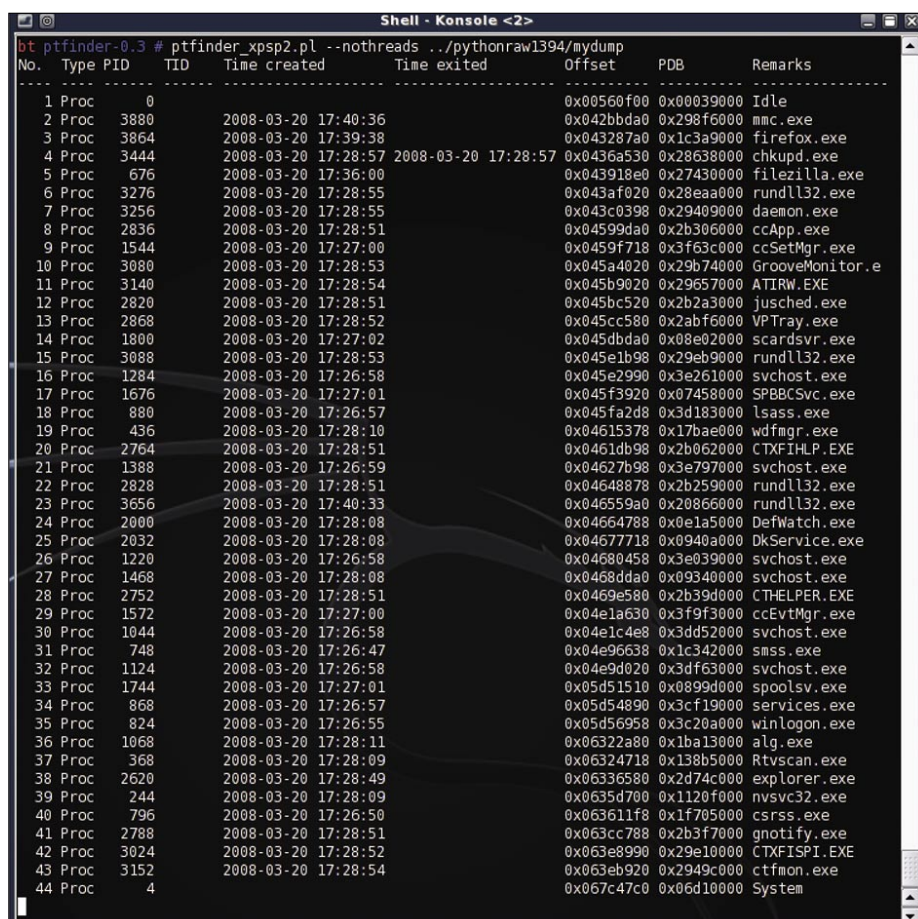 Shell - Konsole <2>
bt ptfinder-0.3 # ptfinder_xpsp2.pl --nothreads ../pythonraw1394/mydump
No. Type PID TID Time created Time exited Offset PDB Remarks
---- ---- ------ ------ ------------------- ------------------- ---------- ---------- ----------------
1 Proc 0 0x00560f00 0x00039000 Idle
2 Proc 3880 2008-03-20 17:40:36 0x042bbda0 0x298f6000 mmc.exe
3 Proc 3864 2008-03-20 17:39:38 0x043287a0 0x1c3a9000 firefox.exe
4 Proc 3444 2008-03-20 17:28:57 2008-03-20 17:28:57 0x0436a530 0x28638000 chkupd.exe
5 Proc 676 2008-03-20 17:36:00 0x043918e0 0x27430000 filezilla.exe
6 Proc 3276 2008-03-20 17:28:55 0x043af020 0x28eaa000 rundll32.exe
7 Proc 3256 2008-03-20 17:28:55 0x043c0398 0x29409000 daemon.exe
8 Proc 2836 2008-03-20 17:28:51 0x04599da0 0x2b306000 ccApp.exe
9 Proc 1544 2008-03-20 17:27:00 0x0459f718 0x3f63c000 ccSetMgr.exe
10 Proc 3080 2008-03-20 17:28:53 0x045a4020 0x29b74000 GrooveMonitor.e
11 Proc 3140 2008-03-20 17:28:54 0x045b9020 0x29657000 ATIRW.EXE
12 Proc 2820 2008-03-20 17:28:51 0x045bc520 0x2b2a3000 jusched.exe
13 Proc 2868 2008-03-20 17:28:52 0x045cc580 0x2abf6000 VPTray.exe
14 Proc 1800 2008-03-20 17:27:02 0x045dbda0 0x08e02000 scardsvr.exe
15 Proc 3088 2008-03-20 17:28:53 0x045e1b98 0x29eb9000 rundll32.exe
16 Proc 1284 2008-03-20 17:26:58 0x045e2990 0x3e261000 svchost.exe
17 Proc 1676 2008-03-20 17:27:01 0x045f3920 0x07458000 SPBBCSvc.exe
18 Proc 880 2008-03-20 17:26:57 0x045fa2d8 0x3d183000 lsass.exe
19 Proc 436 2008-03-20 17:28:10 0x04615378 0x17bae000 wdfmgr.exe
20 Proc 2764 2008-03-20 17:28:51 0x0461db98 0x2b062000 CTXFIHLP.EXE
21 Proc 1388 2008-03-20 17:26:59 0x04627b98 0x3e797000 svchost.exe
22 Proc 2828 2008-03-20 17:28:51 0x04648878 0x2b259000 rundll32.exe
23 Proc 3656 2008-03-20 17:40:33 0x046559a0 0x20866000 rundll32.exe
24 Proc 2000 2008-03-20 17:28:08 0x04664788 0x0e1a5000 DefWatch.exe
25 Proc 2032 2008-03-20 17:28:08 0x04677718 0x0940a000 DkService.exe
26 Proc 1220 2008-03-20 17:26:58 0x04680458 0x3e039000 svchost.exe
27 Proc 1468 2008-03-20 17:28:08 0x0468dda0 0x09340000 svchost.exe
28 Proc 2752 2008-03-20 17:28:51 0x0469e580 0x2b39d000 CTHELPER.EXE
29 Proc 1572 2008-03-20 17:27:00 0x04e1a630 0x3f9f3000 ccEvtMgr.exe
30 Proc 1044 2008-03-20 17:26:58 0x04e1c4e8 0x3dd52000 svchost.exe
31 Proc 748 2008-03-20 17:26:47 0x04e96638 0x1c342000 smss.exe
32 Proc 1124 2008-03-20 17:26:58 0x04e9d020 0x3df63000 svchost.exe
33 Proc 1744 2008-03-20 17:27:01 0x05d51510 0x0899d000 spoolsv.exe
34 Proc 868 2008-03-20 17:26:57 0x05d54890 0x3cf19000 services.exe
35 Proc 824 2008-03-20 17:26:55 0x05d56958 0x3c20a000 winlogon.exe
36 Proc 1068 2008-03-20 17:28:11 0x06322a80 0x1ba13000 alg.exe
37 Proc 368 2008-03-20 17:28:09 0x06324718 0x138b5000 Rtvscan.exe
38 Proc 2620 2008-03-20 17:28:49 0x06336580 0x2d74c000 explorer.exe
39 Proc 244 2008-03-20 17:28:09 0x0635d700 0x1120f000 nvsvc32.exe
40 Proc 796 2008-03-20 17:26:50 0x063611f8 0x1f705000 csrss.exe
41 Proc 2788 2008-03-20 17:28:51 0x063cc788 0x2b3f7000 gnotify.exe
42 Proc 3024 2008-03-20 17:28:52 0x063e8990 0x29e10000 CTXFISPI.EXE
43 Proc 3152 2008-03-20 17:28:54 0x063eb920 0x2949c000 ctfmon.exe
44 Proc 4 0x067c47c0 0x06d10000 System